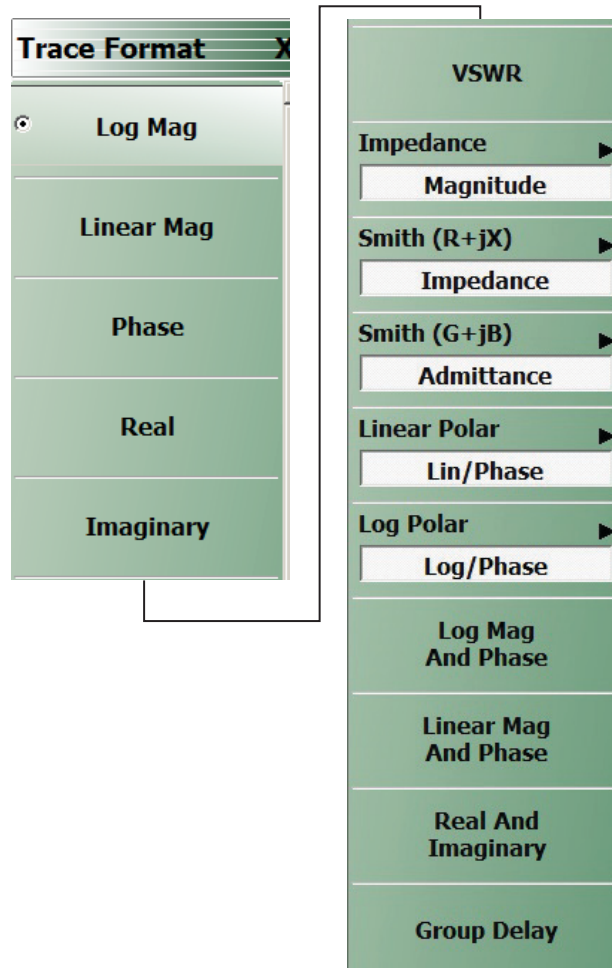 Trace Format X
Log Mag
Linear Mag
Phase
Real
Imaginary
VSWR
Impedance
Magnitude
Smith (R+jX)
Impedance
Smith (G+jB)
Admittance
Linear Polar
Lin/Phase
Log Polar
Log/Phase
Log Mag
And Phase
Linear Mag
And Phase
Real And
Imaginary
Group Delay